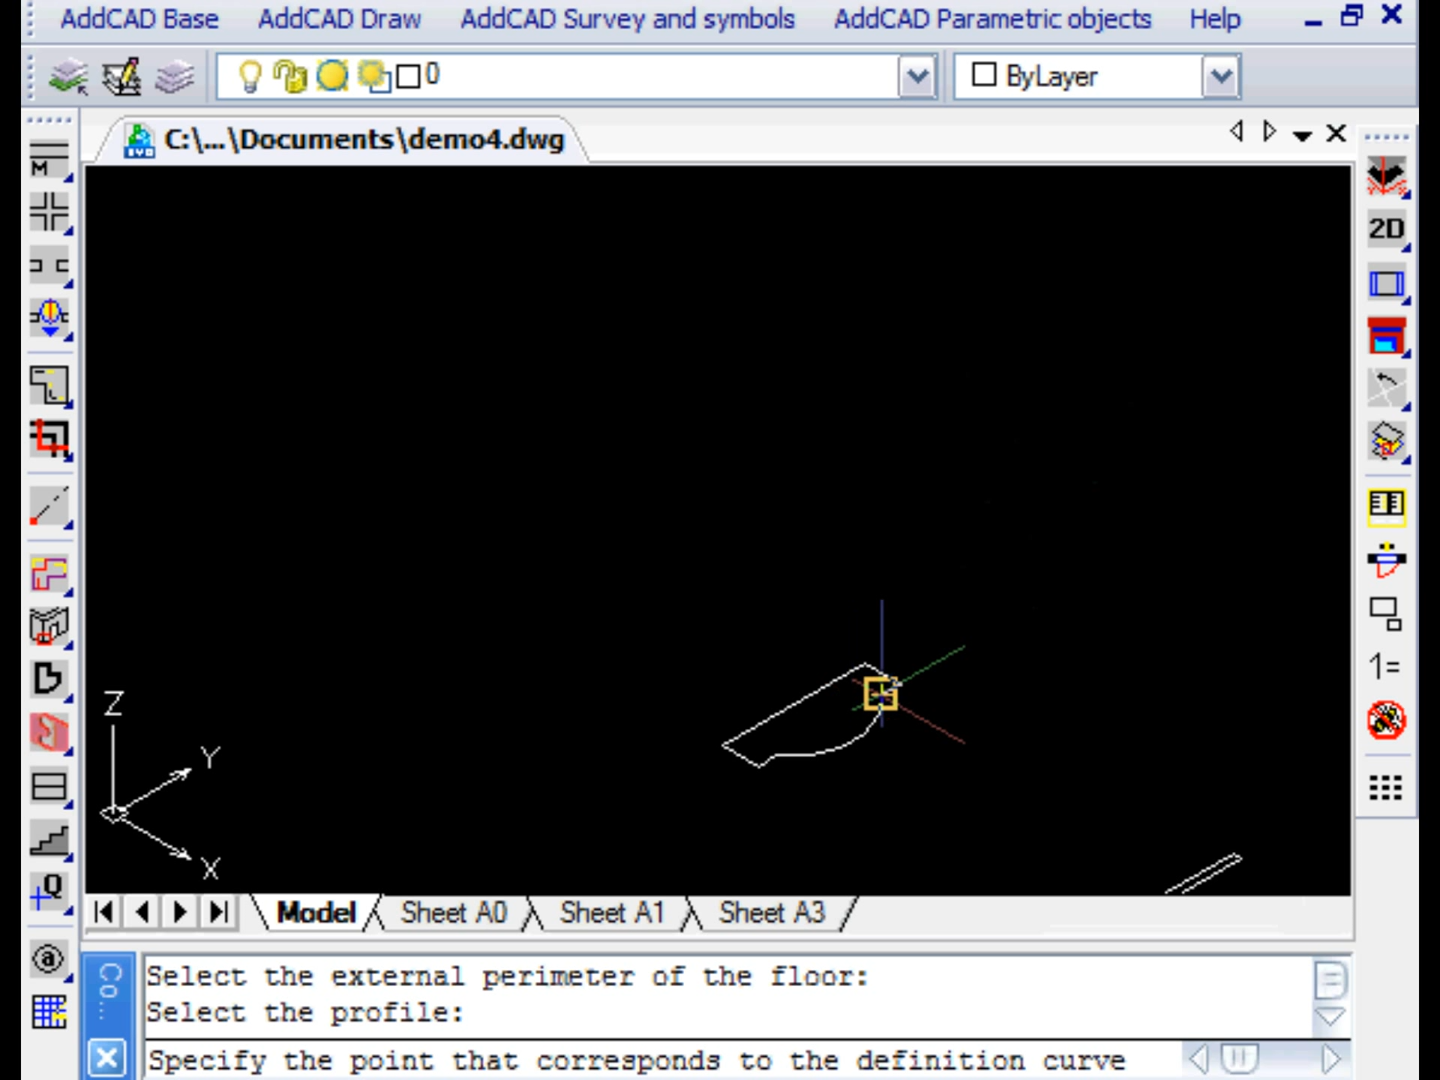 AddCAD Base AddCAD Draw AddCAD Survey and symbols AddCAD Parametric objects Help
0 ByLayer
C:\...\Documents\demo4.dwg
M
2D
1=
Z
Y
X
Q
@
Model Sheet A0 Sheet A1 Sheet A3
Co...
Select the external perimeter of the floor:
Select the profile:
Specify the point that corresponds to the definition curve